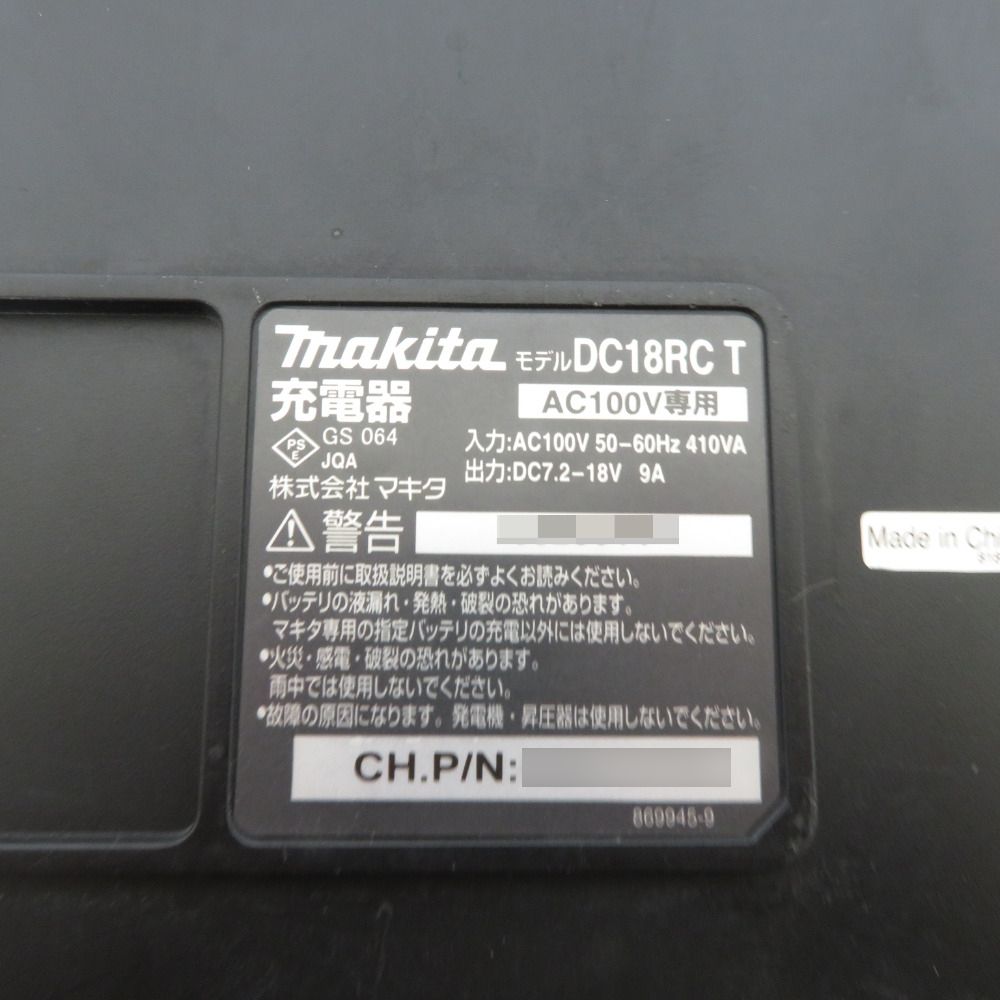 makita モデル DC18RC T
充電器 AC100V専用
PS E GS 064 JQA
入力:AC100V 50-60Hz 410VA
出力:DC7.2-18V 9A
株式会社 マキタ
警告
•ご使用前に取扱説明書を必ずよくお読みください。
•バッテリの液漏れ・発熱・破裂の恐れがあります。
マキタ専用の指定バッテリの充電以外には使用しないでください。
•火災・感電・破裂の恐れがあります。
雨中では使用しないでください。
•故障の原因になります。発電機・昇圧器は使用しないでください。
CH.P/N:
869945-9
Made in